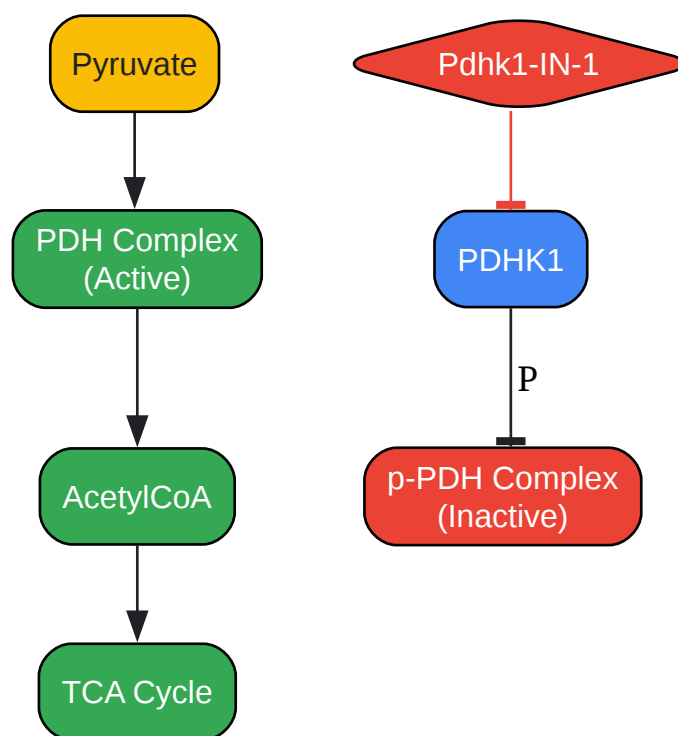 Pyruvate
PDH Complex
(Active)
AcetylCoA
TCA Cycle
Pdhk1-IN-1
PDHK1
P
p-PDH Complex
(Inactive)